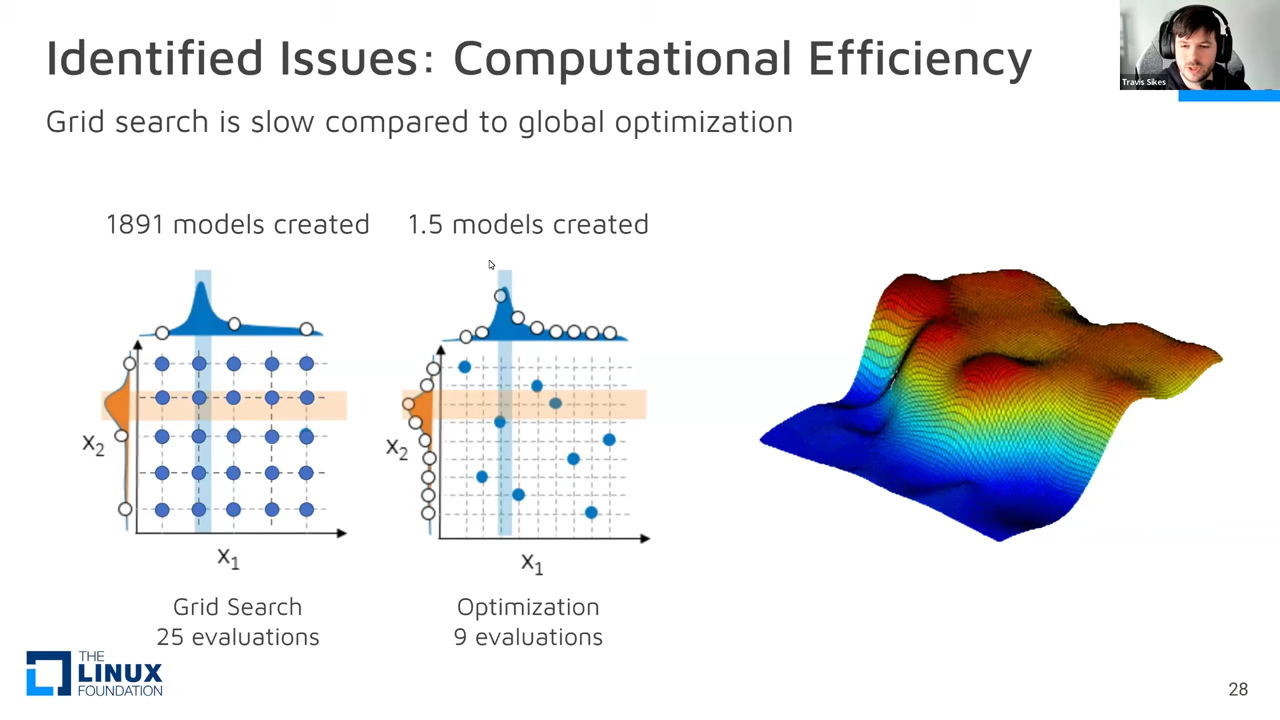 Identified Issues: Computational Efficiency
Travis Sikes
Grid search is slow compared to global optimization
1891 models created
1.5 models created
X2
X1
X2
X1
Grid Search
25 evaluations
Optimization
9 evaluations
THE
LINUX
FOUNDATION
28